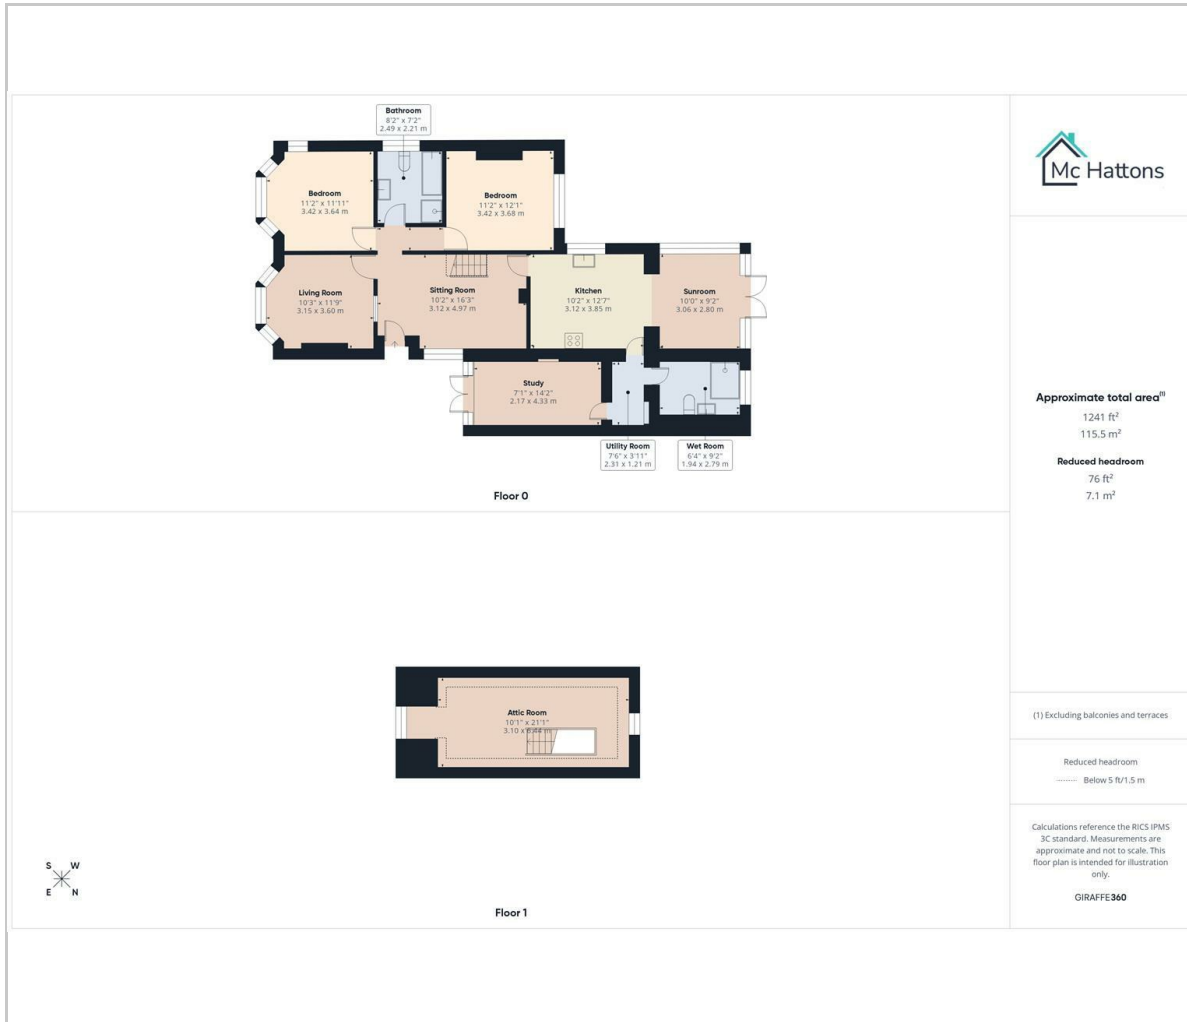 Bathroom
8'2" x 7'2"
2.49 x 2.21 m
Bedroom
11'2" x 11'11"
3.42 x 3.64 m
Bedroom
11'2" x 12'1"
3.42 x 3.68 m
Living Room
10'3" x 11'9"
3.15 x 3.60 m
Sitting Room
10'2" x 16'3"
3.12 x 4.97 m
Kitchen
10'2" x 12'7"
3.12 x 3.85 m
Sunroom
10'0" x 9'2"
3.06 x 2.80 m
Study
7'1" x 14'2"
2.17 x 4.33 m
Utility Room
7'6" x 3'11"
2.31 x 1.21 m
Wet Room
6'4" x 9'2"
1.94 x 2.79 m
Floor 0
Attic Room
10'1" x 21'1"
3.10 x 6.44 m
S W
E N
Floor 1
Mc Hattons
Approximate total area(1)
1241 ft²
115.5 m²
Reduced headroom
76 ft²
7.1 m²
(1) Excluding balconies and terraces
Reduced headroom
Below 5 ft/1.5 m
Calculations reference the RICS IPMS
3C standard. Measurements are
approximate and not to scale. This
floor plan is intended for illustration
only.
GIRAFFE360